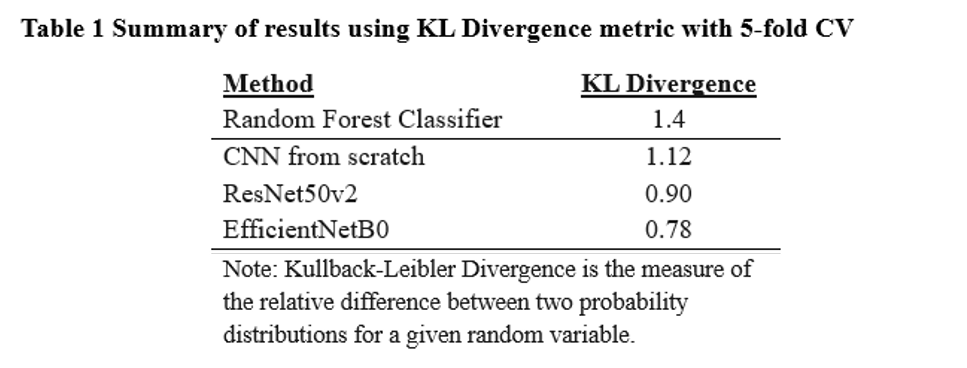 Table 1 Summary of results using KL Divergence metric with 5-fold CV
Method KL Divergence
Random Forest Classifier 1.4
CNN from scratch 1.12
ResNet50v2 0.90
EfficientNetB0 0.78
Note: Kullback-Leibler Divergence is the measure of
the relative difference between two probability
distributions for a given random variable.